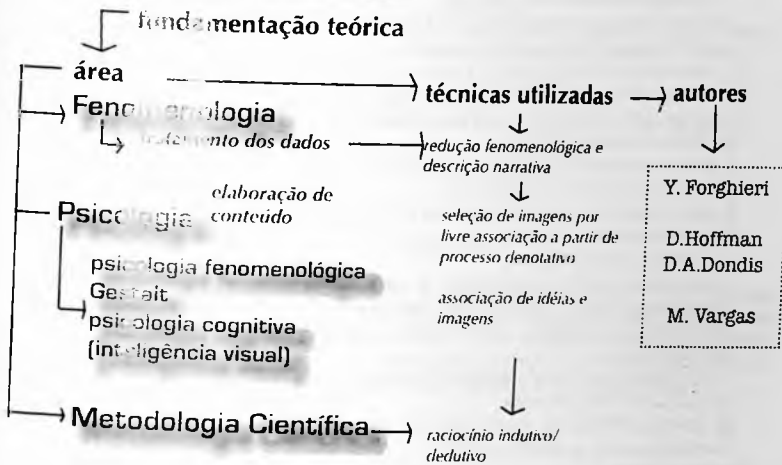 fundamentação teórica
área
técnicas utilizadas
autores
Fenomenologia
tratamento dos dados
redução fenomenológica e
descrição narrativa
Y. Forghieri
elaboração de
conteúdo
Psicologia
seleção de imagens por
livre associação a partir de
processo denotativo
D.Hoffman
D.A.Dondis
psicologia fenomenológica
Gestalt
psicologia cognitiva
(inteligência visual)
associação de idéias e
imagens
M. Vargas
Metodologia Científica
raciocínio indutivo/
dedutivo